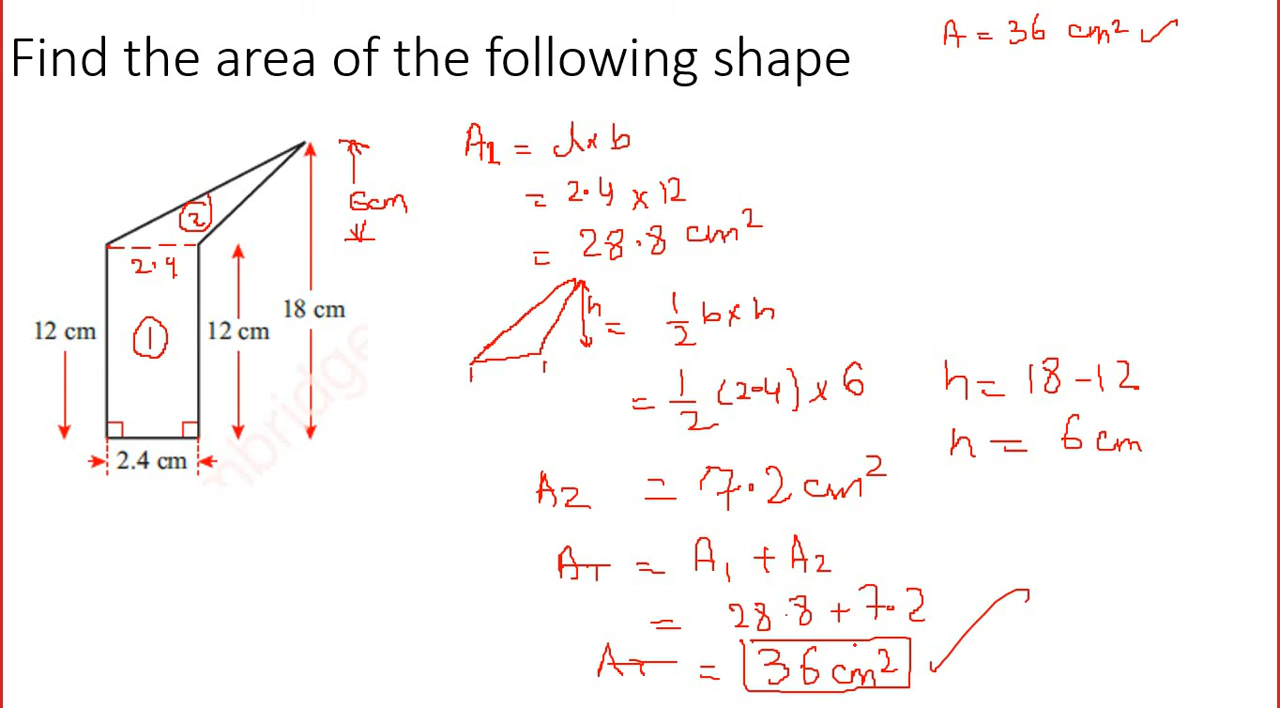 A = 36 cm² ✓
Find the area of the following shape
6cm
②
2.4
12 cm
①
12 cm
18 cm
2.4 cm
mbridge
A1 = l x b
= 2.4 x 12
= 28.8 cm²
h
= 1/2 b x h
= 1/2 (2.4) x 6
A2 = 7.2 cm²
h = 18 - 12
h = 6 cm
AT = A1 + A2
= 28.8 + 7.2
AT = 36 cm² ✓